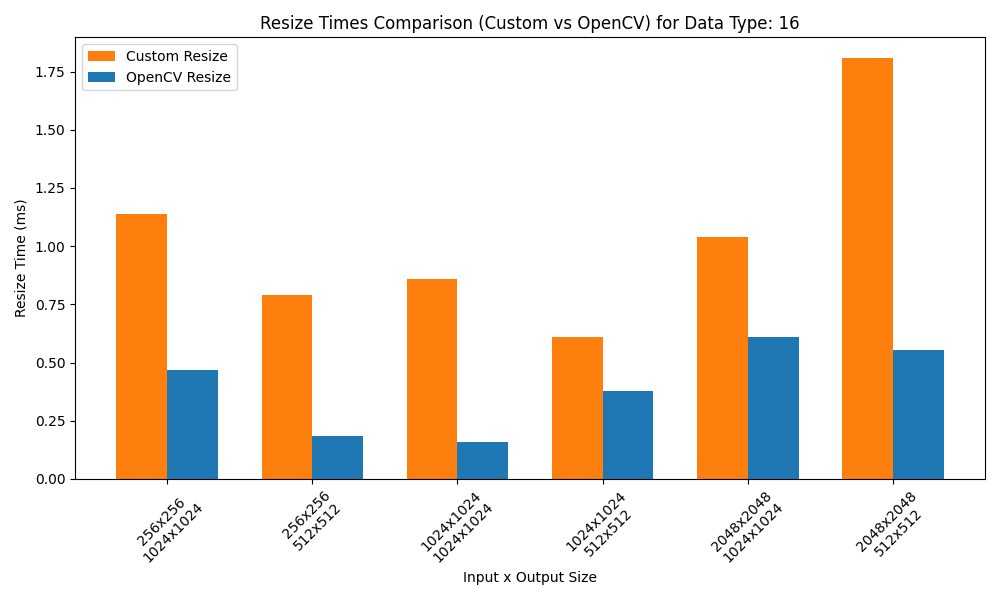 Resize Times Comparison (Custom vs OpenCV) for Data Type: 16
Custom Resize
OpenCV Resize
Resize Time (ms)
1.75
1.50
1.25
1.00
0.75
0.50
0.25
0.00
256x256
1024x1024
256x256
512x512
1024x1024
1024x1024
1024x1024
512x512
2048x2048
1024x1024
2048x2048
512x512
Input x Output Size